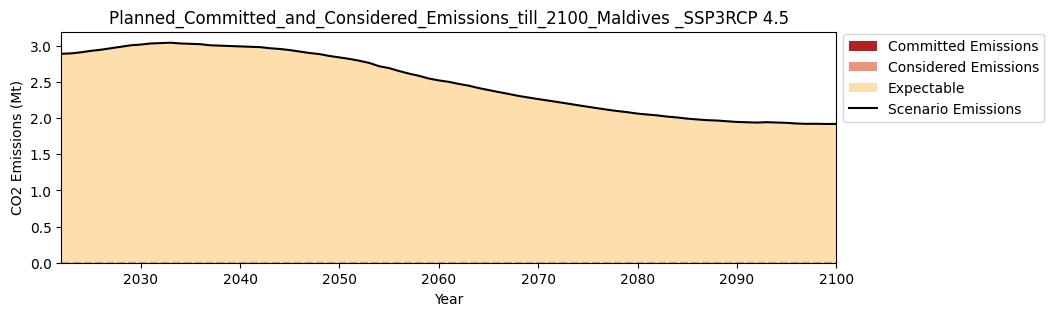 Planned_Committed_and_Considered_Emissions_till_2100_Maldives _SSP3RCP 4.5
3.0
2.5
2.0
1.5
1.0
0.5
0.0
CO2 Emissions (Mt)
2030 2040 2050 2060 2070 2080 2090 2100
Year
Committed Emissions
Considered Emissions
Expectable
Scenario Emissions